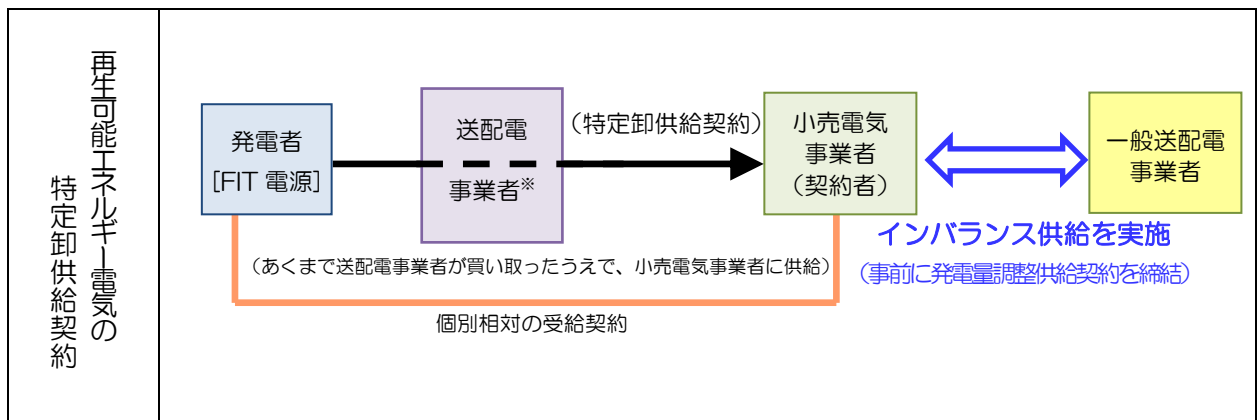 再生可能エネルギー電気の
特定卸供給契約
発電者
[FIT 電源]
送配電
事業者※
（特定卸供給契約）
小売電気
事業者
（契約者）
一般送配電
事業者
インバランス供給を実施
（事前に発電量調整供給契約を締結）
（あくまで送配電事業者が買い取ったうえで、小売電気事業者に供給）
個別相対の受給契約